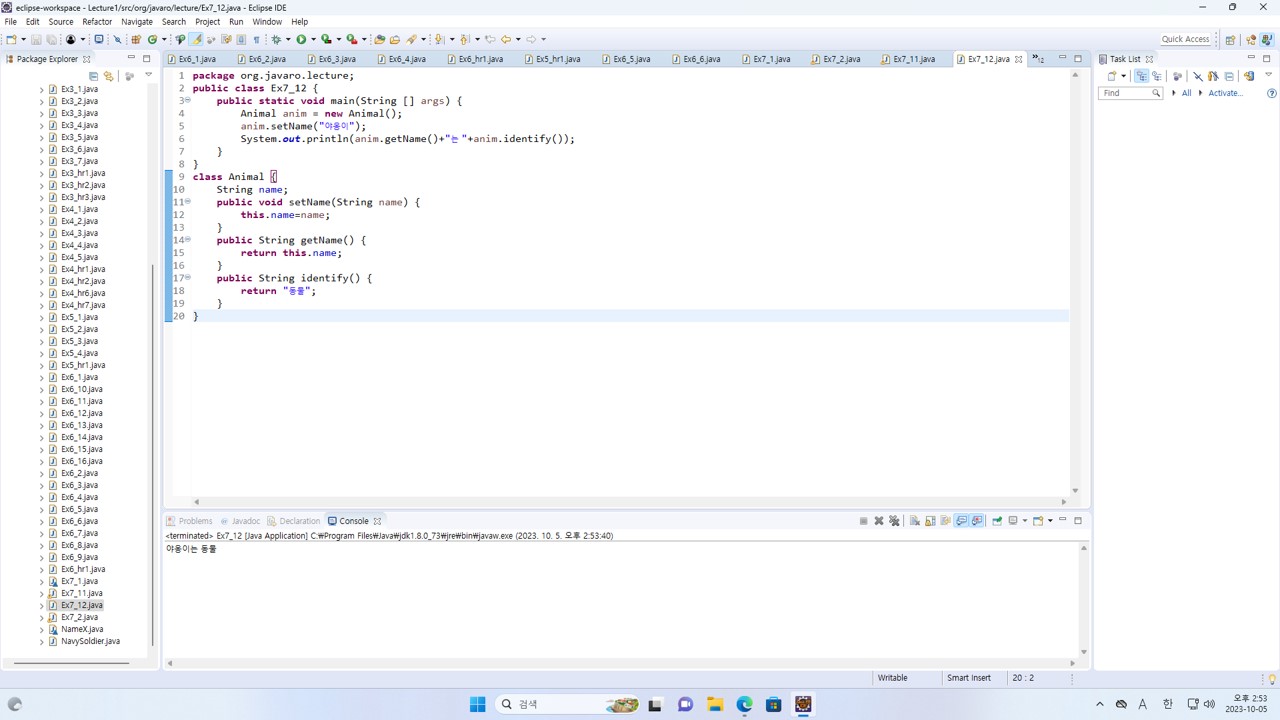 eclipse-workspace - Lecture1/src/org/javaro/lecture/Ex7_12.java - Eclipse IDE
File Edit Source Refactor Navigate Search Project Run Window Help
Quick Access
Package Explorer
Ex6_1.java Ex6_2.java Ex6_3.java Ex6_4.java Ex6_hr1.java Ex5_hr1.java Ex6_5.java Ex6_6.java Ex7_1.java Ex7_2.java Ex7_11.java Ex7_12.java »12
Task List
Find All Activate...
Ex3_1.java
Ex3_2.java
Ex3_3.java
Ex3_4.java
Ex3_5.java
Ex3_6.java
Ex3_7.java
Ex3_hr1.java
Ex3_hr2.java
Ex3_hr3.java
Ex4_1.java
Ex4_2.java
Ex4_3.java
Ex4_4.java
Ex4_5.java
Ex4_hr1.java
Ex4_hr2.java
Ex4_hr6.java
Ex4_hr7.java
Ex5_1.java
Ex5_2.java
Ex5_3.java
Ex5_4.java
Ex5_hr1.java
Ex6_1.java
Ex6_10.java
Ex6_11.java
Ex6_12.java
Ex6_13.java
Ex6_14.java
Ex6_15.java
Ex6_16.java
Ex6_2.java
Ex6_3.java
Ex6_4.java
Ex6_5.java
Ex6_6.java
Ex6_7.java
Ex6_8.java
Ex6_9.java
Ex6_hr1.java
Ex7_1.java
Ex7_11.java
Ex7_12.java
Ex7_2.java
NameX.java
NavySoldier.java
1 package org.javaro.lecture;
2 public class Ex7_12 {
3 public static void main(String [] args) {
4 Animal anim = new Animal();
5 anim.setName("야옹이");
6 System.out.println(anim.getName()+"는 "+anim.identify());
7 }
8 }
9 class Animal {
10 String name;
11 public void setName(String name) {
12 this.name=name;
13 }
14 public String getName() {
15 return this.name;
16 }
17 public String identify() {
18 return "동물";
19 }
20 }
Problems Javadoc Declaration Console
<terminated> Ex7_12 [Java Application] C:₩Program Files₩Java₩jdk1.8.0_73₩jre₩bin₩javaw.exe (2023. 10. 5. 오후 2:53:40)
야옹이는 동물
Writable Smart Insert 20 : 2
검색
A 한 오후 2:53
2023-10-05